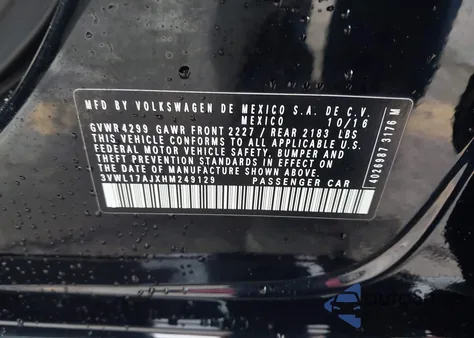 MFD BY VOLKSWAGEN DE MEXICO S.A. DE C.V.
MEXICO 10/16
GVWR 4299 GAWR FRONT 2227 / REAR 2183 LBS
THIS VEHICLE CONFORMS TO ALL APPLICABLE U.S.
FEDERAL MOTOR VEHICLE SAFETY, BUMPER AND
THEFT PREVENTION STANDARDS IN EFFECT ON
THE DATE OF MANUFACTURE SHOWN ABOVE.
3VWL17AJXHM249129 PASSENGER CAR
4026987 3176 M